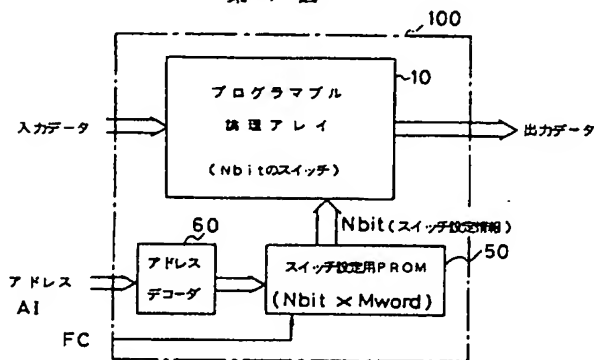 100
10
プログラマブル
論理アレイ
(Nbitのスイッチ)
入力データ
出力データ
Nbit(スイッチ設定情報)
60
50
アドレス
デコーダ
スイッチ設定用PROM
(Nbit×Mword)
アドレス
AI
FC